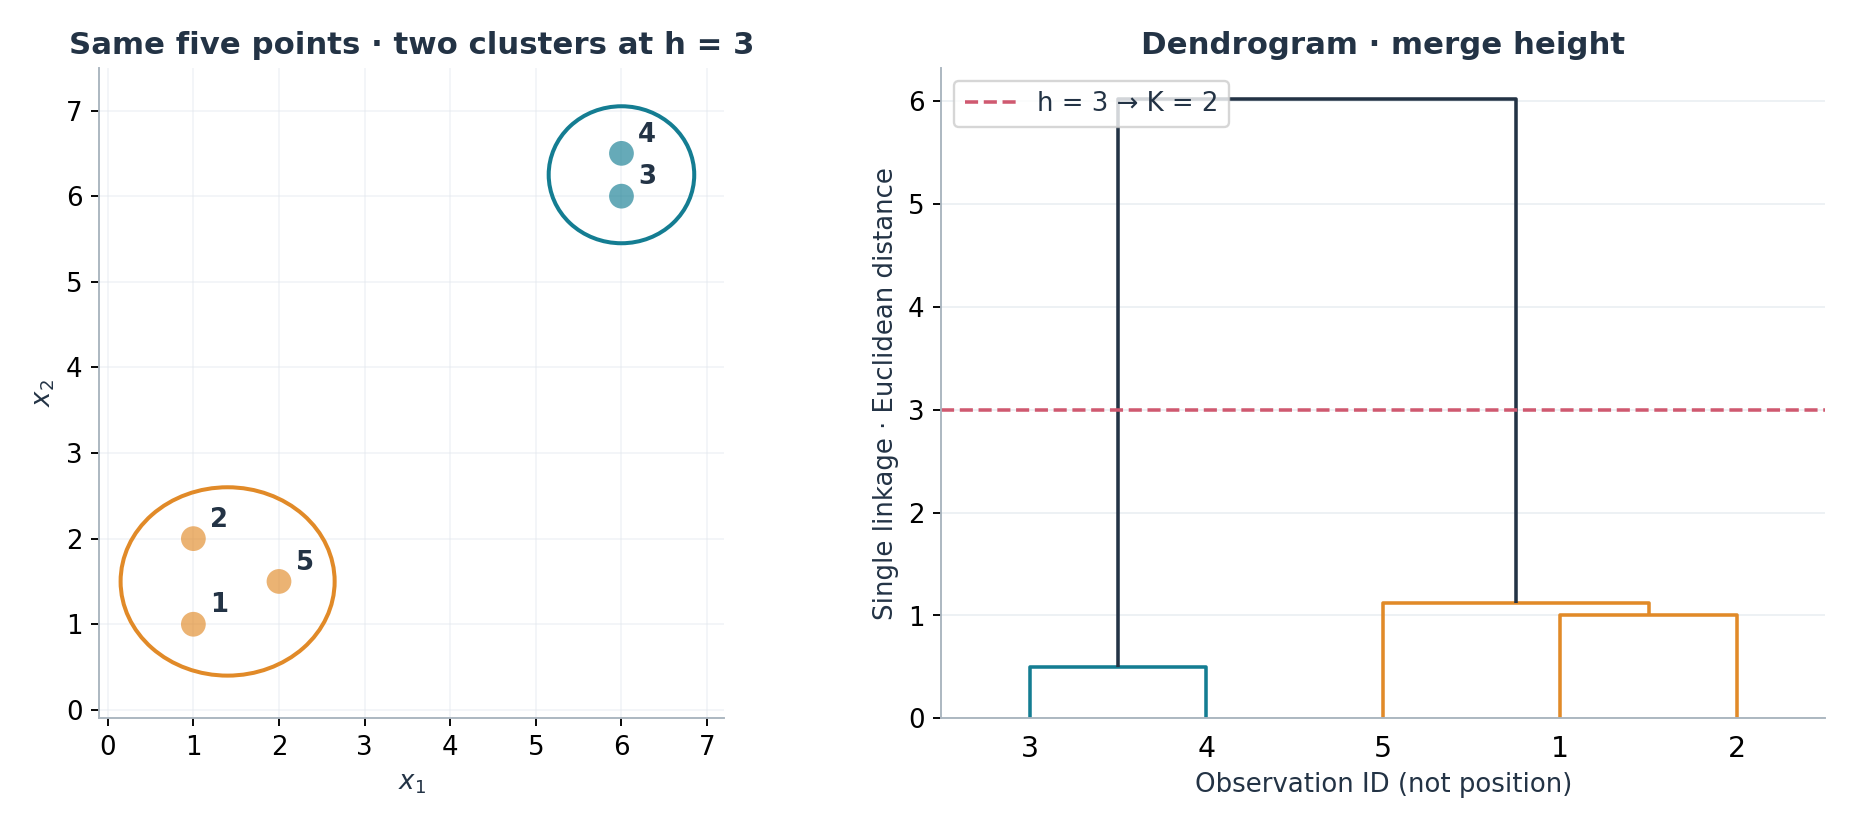 Same five points · two clusters at h = 3
7
6
5
4
3
2
1
0
x₂
4
3
2
5
1
0 1 2 3 4 5 6 7
x₁
Dendrogram · merge height
h = 3 → K = 2
6
5
4
3
2
1
0
Single linkage · Euclidean distance
3 4 5 1 2
Observation ID (not position)